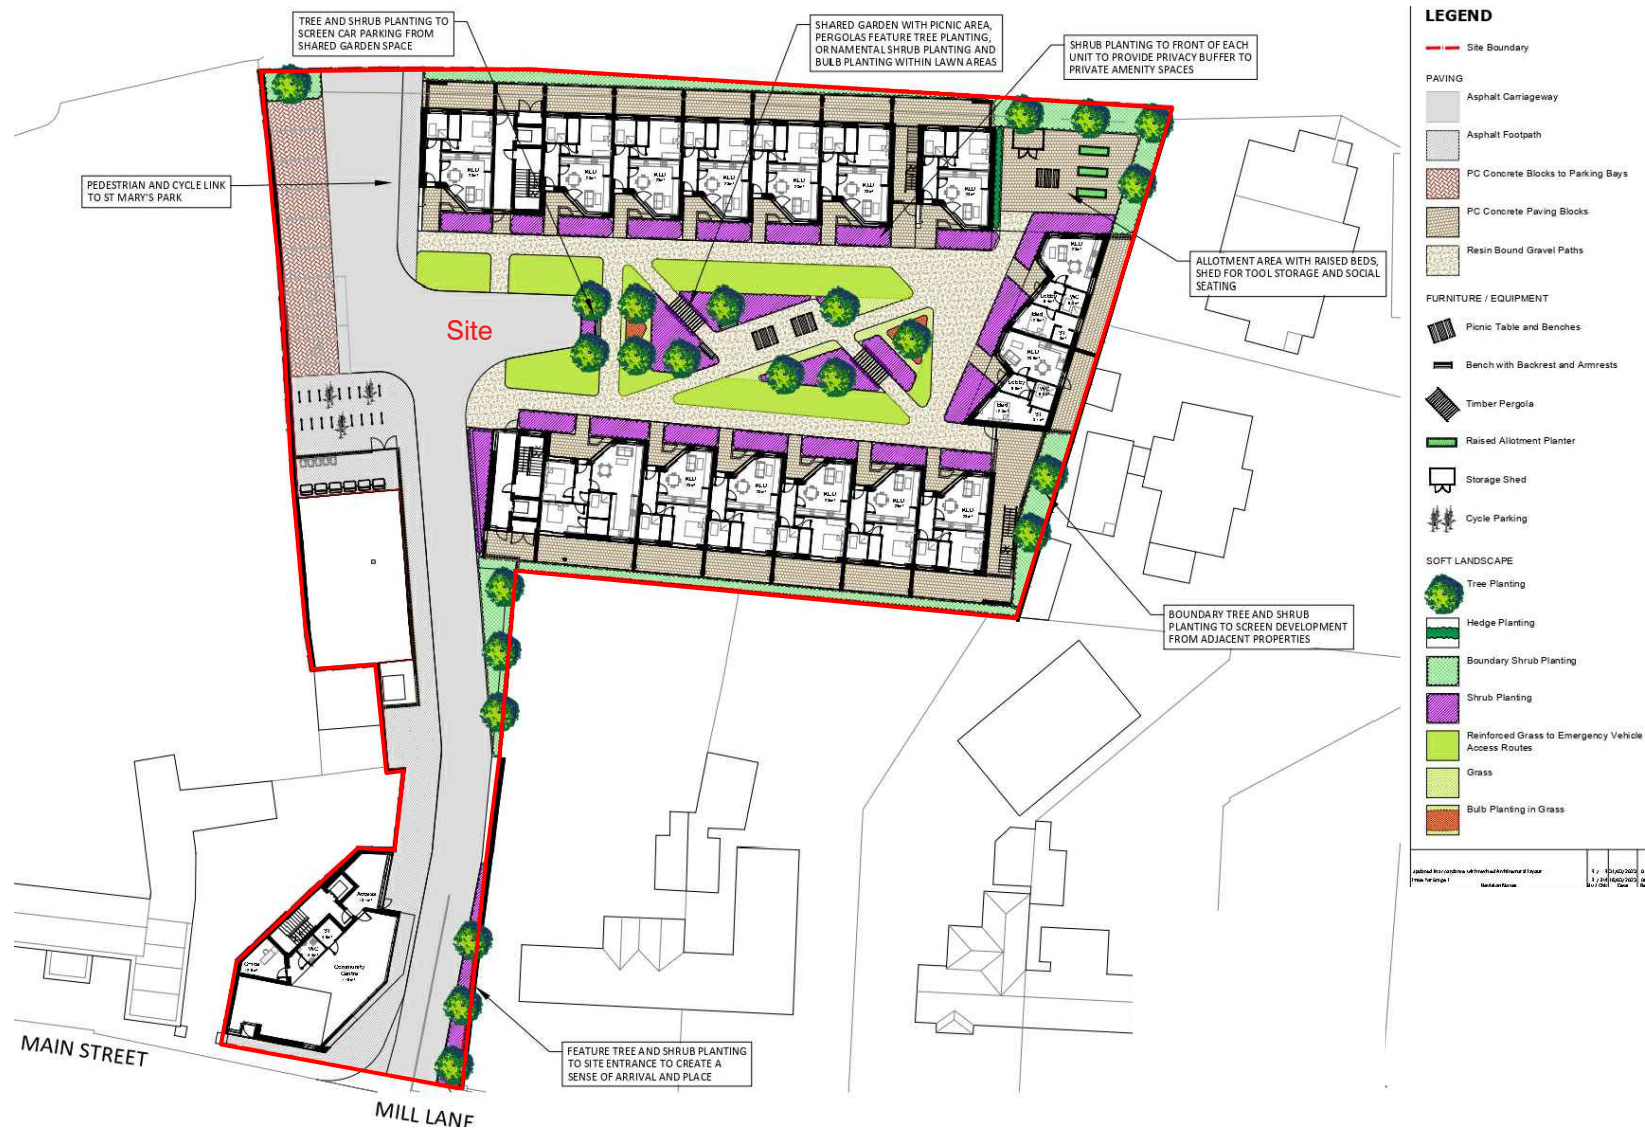 TREE AND SHRUB PLANTING TO
SCREEN CAR PARKING FROM
SHARED GARDEN SPACE
SHARED GARDEN WITH PICNIC AREA,
PERGOLAS FEATURE TREE PLANTING,
ORNAMENTAL SHRUB PLANTING AND
BULB PLANTING WITHIN LAWN AREAS
SHRUB PLANTING TO FRONT OF EACH
UNIT TO PROVIDE PRIVACY BUFFER TO
PRIVATE AMENITY SPACES
PEDESTRIAN AND CYCLE LINK
TO ST MARY'S PARK
ALLOTMENT AREA WITH RAISED BEDS,
SHED FOR TOOL STORAGE AND SOCIAL
SEATING
Site
BOUNDARY TREE AND SHRUB
PLANTING TO SCREEN DEVELOPMENT
FROM ADJACENT PROPERTIES
Community
Centre
FEATURE TREE AND SHRUB PLANTING
TO SITE ENTRANCE TO CREATE A
SENSE OF ARRIVAL AND PLACE
MAIN STREET
MILL LANE
LEGEND
Site Boundary
PAVING
Asphalt Carriageway
Asphalt Footpath
PC Concrete Blocks to Parking Bays
PC Concrete Paving Blocks
Resin Bound Gravel Paths
FURNITURE / EQUIPMENT
Picnic Table and Benches
Bench with Backrest and Armrests
Timber Pergola
Raised Allotment Planter
Storage Shed
Cycle Parking
SOFT LANDSCAPE
Tree Planting
Hedge Planting
Boundary Shrub Planting
Shrub Planting
Reinforced Grass to Emergency Vehicle
Access Routes
Grass
Bulb Planting in Grass